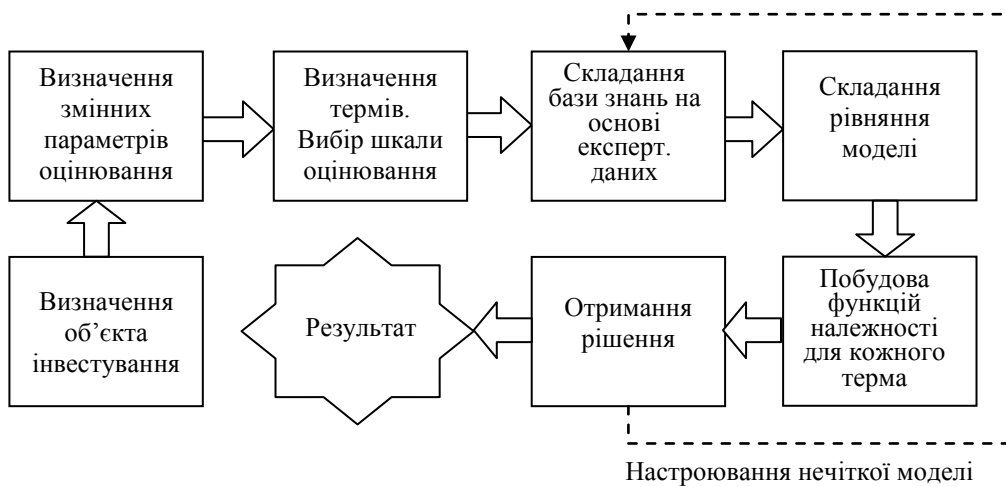 Визначення
змінних
параметрів
оцінювання
Визначення
термів.
Вибір шкали
оцінювання
Складання
бази знань на
основі
експерт.
даних
Складання
рівняння
моделі
Визначення
об’єкта
інвестування
Результат
Отримання
рішення
Побудова
функцій
належності
для кожного
терма
Настроювання нечіткої моделі